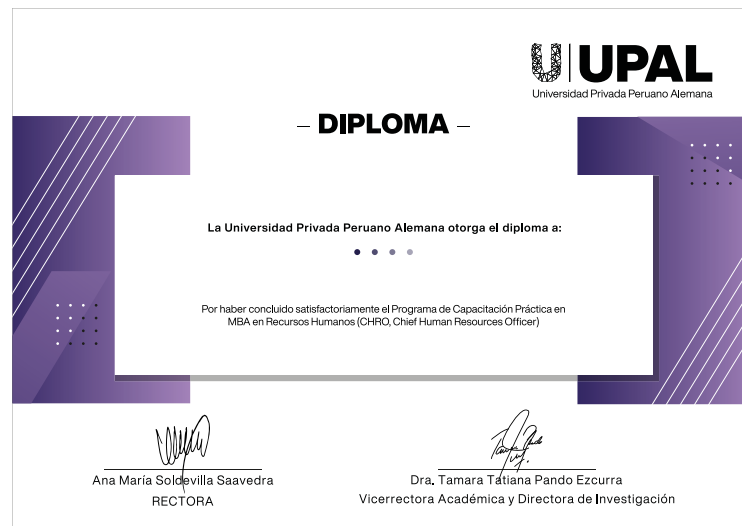 UPAL
Universidad Privada Peruano Alemana
– DIPLOMA –
La Universidad Privada Peruano Alemana otorga el diploma a:
Por haber concluido satisfactoriamente el Programa de Capacitación Práctica en
MBA en Recursos Humanos (CHRO, Chief Human Resources Officer)
Ana María Soldevilla Saavedra
RECTORA
Dra. Tamara Tatiana Pando Ezcurra
Vicerrectora Académica y Directora de Investigación